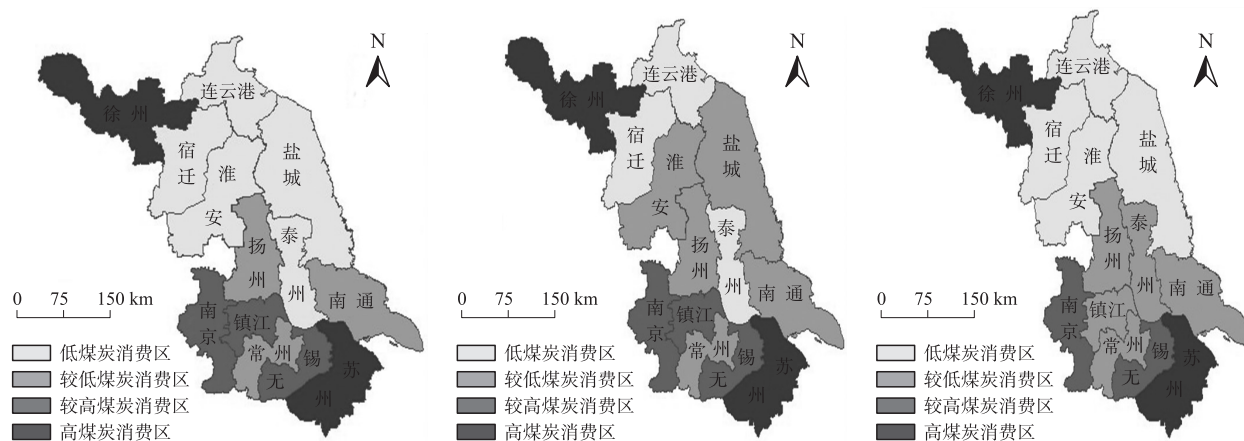 N
连云港
徐州
宿迁
淮安
盐城
扬州
泰州
南通
南京
镇江
常州
无锡
苏州
0 75 150 km
低煤炭消费区
较低煤炭消费区
较高煤炭消费区
高煤炭消费区
N
连云港
徐州
宿迁
淮安
盐城
扬州
泰州
南通
南京
镇江
常州
无锡
苏州
0 75 150 km
低煤炭消费区
较低煤炭消费区
较高煤炭消费区
高煤炭消费区
N
连云港
徐州
宿迁
淮安
盐城
扬州
泰州
南通
南京
镇江
常州
无锡
苏州
0 75 150 km
低煤炭消费区
较低煤炭消费区
较高煤炭消费区
高煤炭消费区